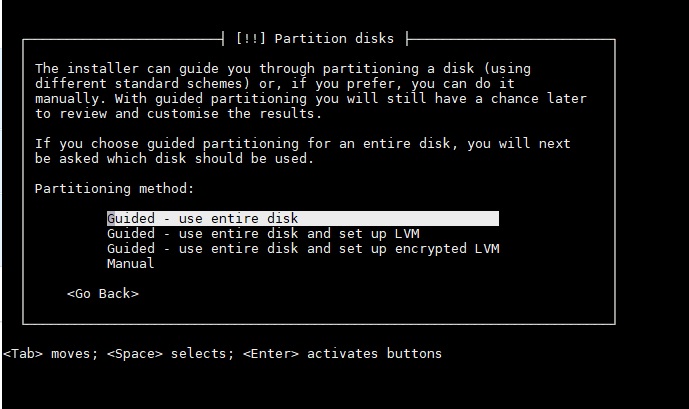 [!!] Partition disks
The installer can guide you through partitioning a disk (using
different standard schemes) or, if you prefer, you can do it
manually. With guided partitioning you will still have a chance later
to review and customise the results.
If you choose guided partitioning for an entire disk, you will next
be asked which disk should be used.
Partitioning method:
Guided - use entire disk
Guided - use entire disk and set up LVM
Guided - use entire disk and set up encrypted LVM
Manual
<Go Back>
<Tab> moves; <Space> selects; <Enter> activates buttons